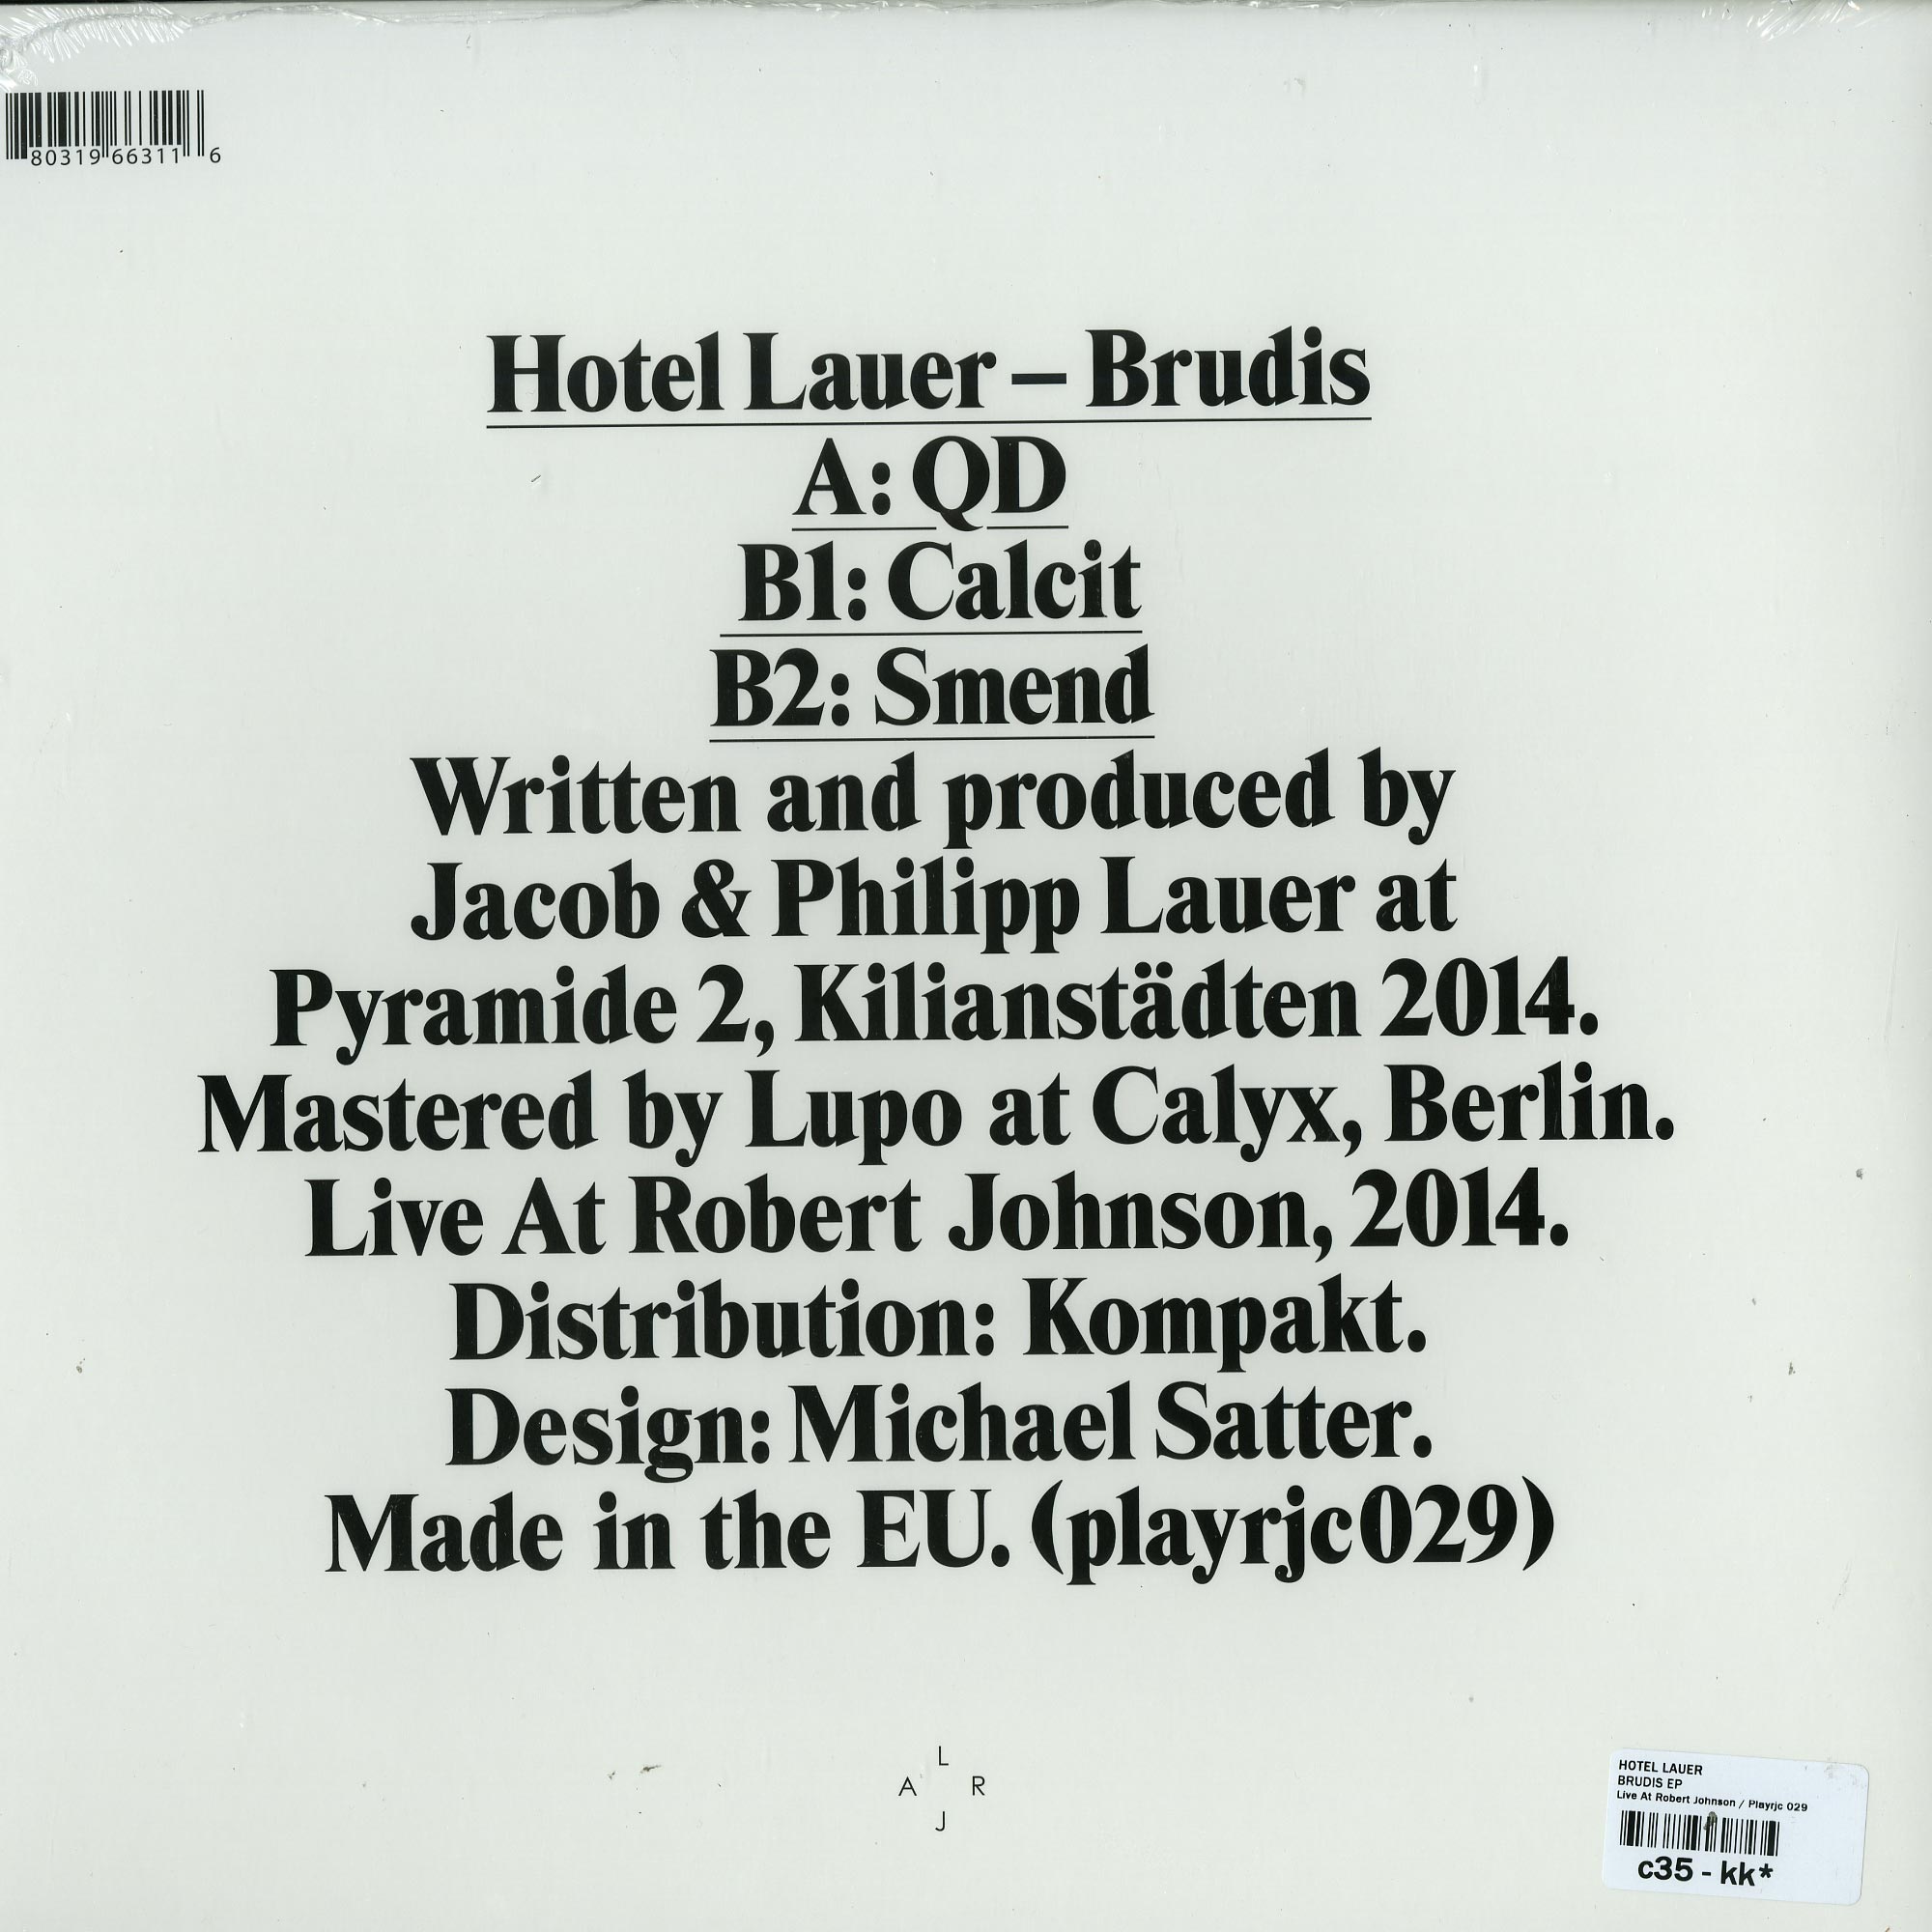 80319 66311 6
Hotel Lauer – Brudis
A: QD
B1: Calcit
B2: Smend
Written and produced by
Jacob & Philipp Lauer at
Pyramide 2, Kilianstädten 2014.
Mastered by Lupo at Calyx, Berlin.
Live At Robert Johnson, 2014.
Distribution: Kompakt.
Design: Michael Satter.
Made in the EU. (playrjc029)
L
A R
J
HOTEL LAUER
BRUDIS EP
Live At Robert Johnson / Playrjc 029
c35 - kk*